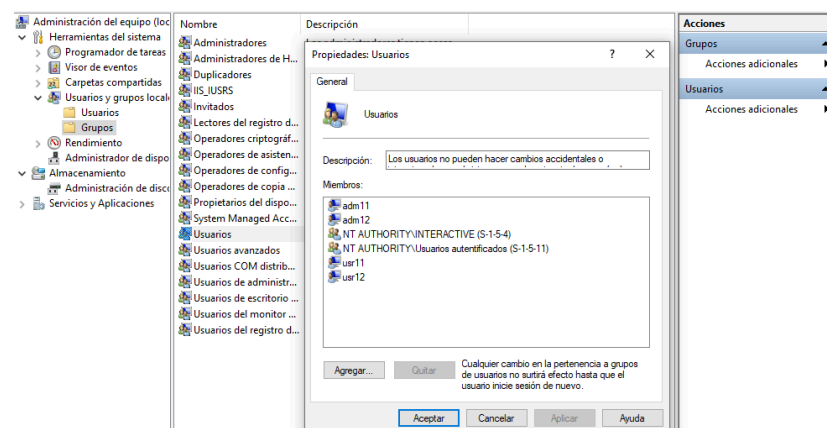 Administración del equipo (loc
Herramientas del sistema
Programador de tareas
Visor de eventos
Carpetas compartidas
Usuarios y grupos local
Usuarios
Grupos
Rendimiento
Administrador de dispo
Almacenamiento
Administración de disco
Servicios y Aplicaciones
Nombre
Descripción
Administradores
Administradores de H...
Duplicadores
IIS_IUSRS
Invitados
Lectores del registro d...
Operadores criptográf...
Operadores de asisten...
Operadores de config...
Operadores de copia ...
Propietarios del dispo...
System Managed Acc...
Usuarios
Usuarios avanzados
Usuarios COM distrib...
Usuarios de administr...
Usuarios de escritorio ...
Usuarios del monitor ...
Usuarios del registro d...
Propiedades: Usuarios
General
Usuarios
Descripción:
Los usuarios no pueden hacer cambios accidentales o
Miembros:
adm11
adm12
NT AUTHORITY\INTERACTIVE (S-1-5-4)
NT AUTHORITY\Usuarios autentificados (S-1-5-11)
usr11
usr12
Agregar...
Quitar
Cualquier cambio en la pertenencia a grupos
de usuarios no surtirá efecto hasta que el
usuario inicie sesión de nuevo.
Aceptar
Cancelar
Aplicar
Ayuda
Acciones
Grupos
Acciones adicionales
Usuarios
Acciones adicionales